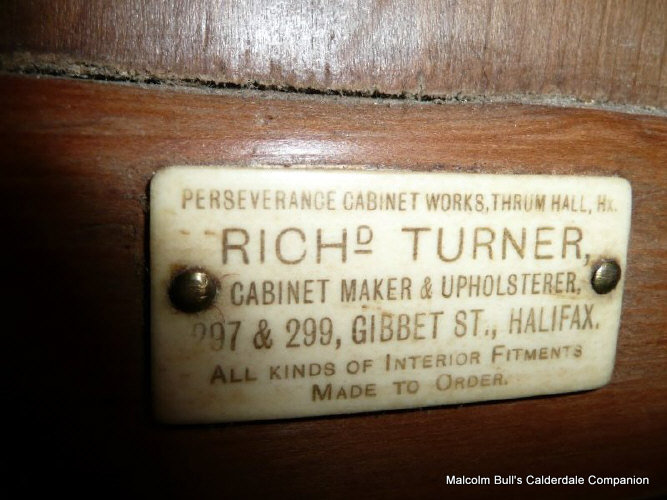 PERSEVERANCE CABINET WORKS, THRUM HALL, Hx.
RICHD TURNER,
CABINET MAKER & UPHOLSTERER,
297 & 299, GIBBET ST., HALIFAX.
ALL KINDS OF INTERIOR FITMENTS
MADE TO ORDER.
Malcolm Bull's Calderdale Companion